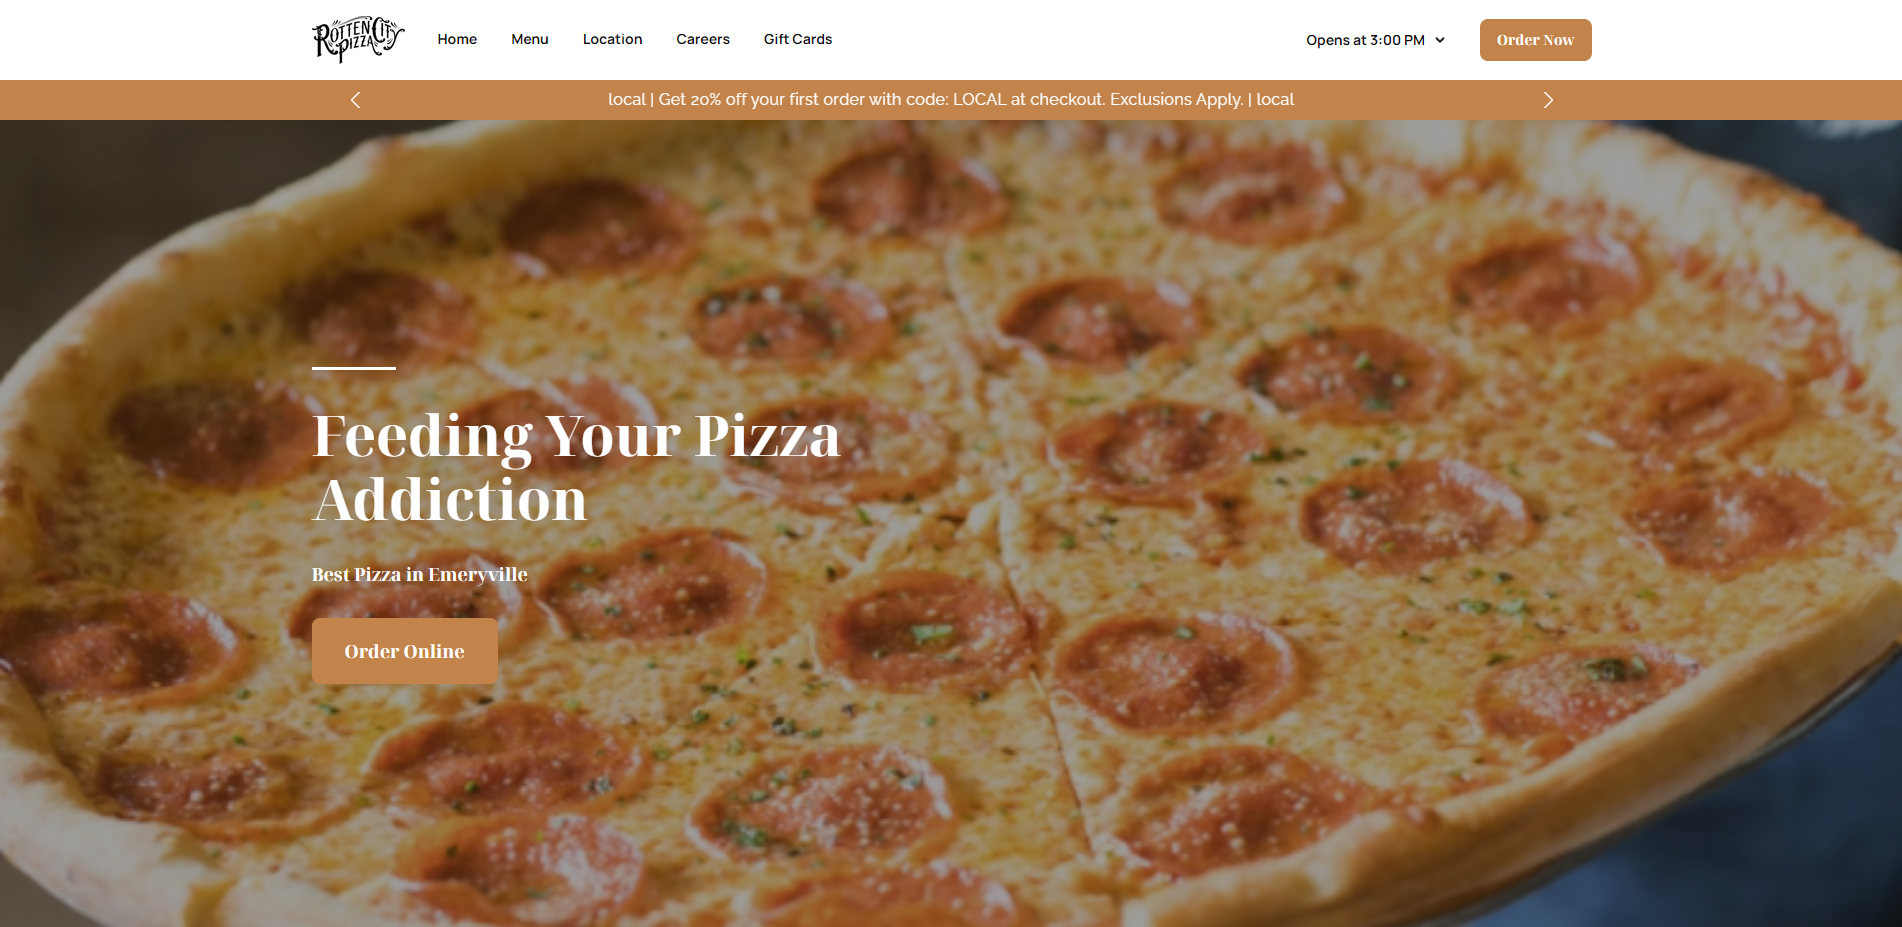 Rotten City Pizza
Home Menu Location Careers Gift Cards
Opens at 3:00 PM
Order Now
local | Get 20% off your first order with code: LOCAL at checkout. Exclusions Apply. | local
Feeding Your Pizza
Addiction
Best Pizza in Emeryville
Order Online